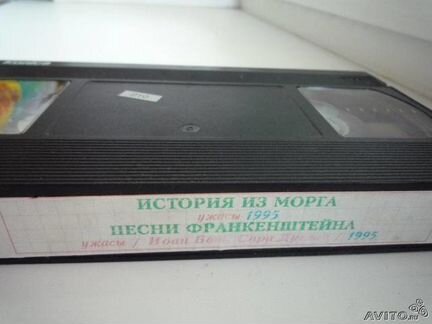 ИСТОРИЯ ИЗ МОРГА
ужасы 1995
ПЕСНИ ФРАНКЕНШТЕЙНА
ужасы / 1995
AVITO.ru